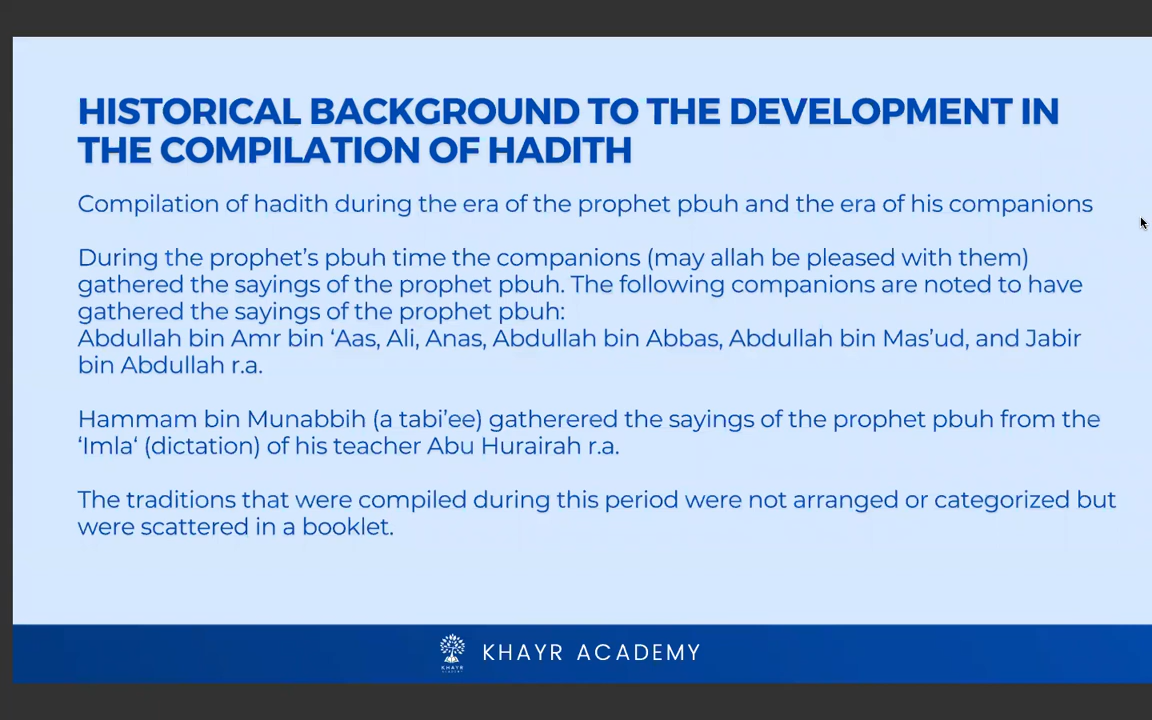 HISTORICAL BACKGROUND TO THE DEVELOPMENT IN
THE COMPILATION OF HADITH
Compilation of hadith during the era of the prophet pbuh and the era of his companions
During the prophet’s pbuh time the companions (may allah be pleased with them)
gathered the sayings of the prophet pbuh. The following companions are noted to have
gathered the sayings of the prophet pbuh:
Abdullah bin Amr bin ‘Aas, Ali, Anas, Abdullah bin Abbas, Abdullah bin Mas’ud, and Jabir
bin Abdullah r.a.
Hammam bin Munabbih (a tabi’ee) gatherered the sayings of the prophet pbuh from the
‘Imla‘ (dictation) of his teacher Abu Hurairah r.a.
The traditions that were compiled during this period were not arranged or categorized but
were scattered in a booklet.
KHAYR
ACADEMY
KHAYR ACADEMY